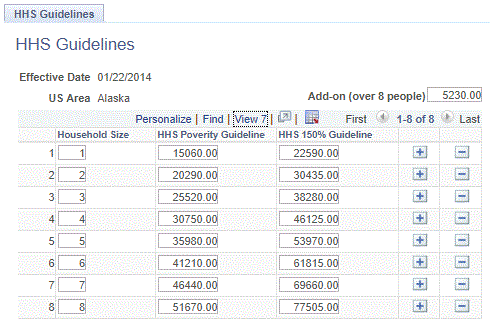 HHS Guidelines
HHS Guidelines
Effective Date 01/22/2014
US Area Alaska Add-on (over 8 people) 5230.00
Personalize | Find | View 7 | | First 1-8 of 8 Last
Household Size HHS Poverty Guideline HHS 150% Guideline
1 1 15060.00 22590.00
2 2 20290.00 30435.00
3 3 25520.00 38280.00
4 4 30750.00 46125.00
5 5 35980.00 53970.00
6 6 41210.00 61815.00
7 7 46440.00 69660.00
8 8 51670.00 77505.00